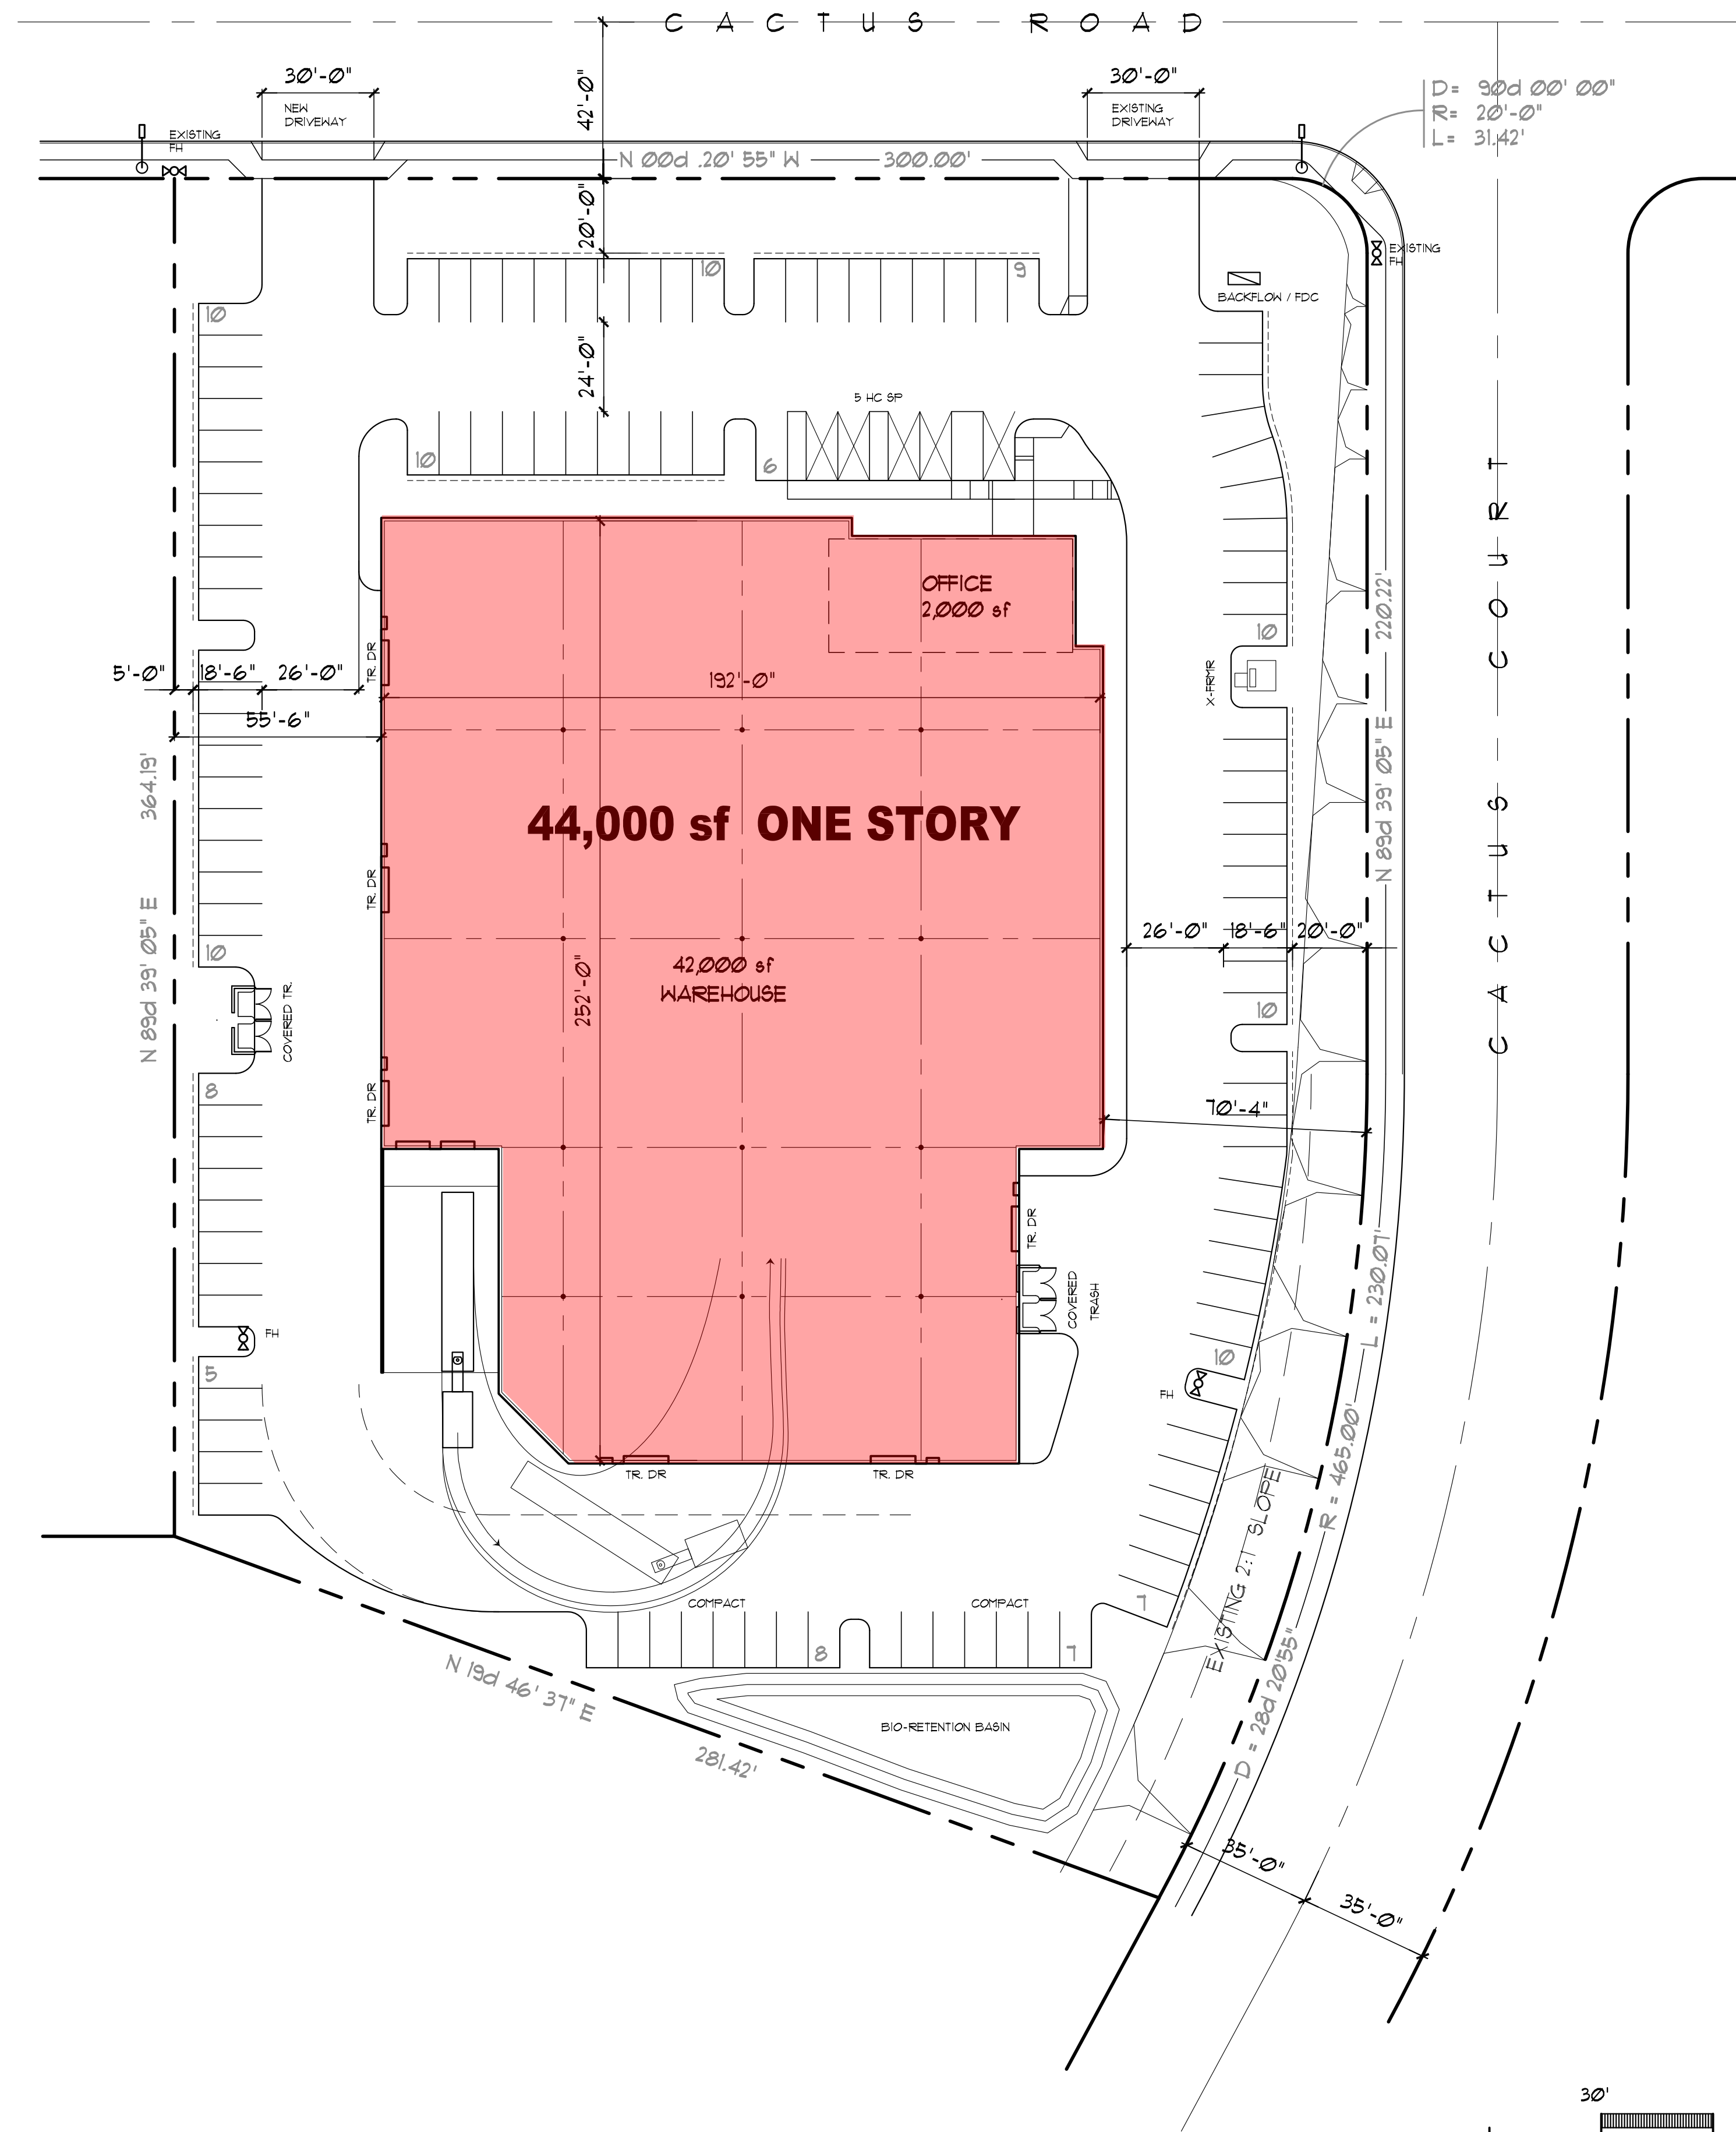 CACTUS ROAD
30'-0"
NEW
DRIVEWAY
42'-0"
30'-0"
EXISTING
DRIVEWAY
D= 90d 00' 00"
R= 20'-0"
L= 31.42'
EXISTING
FH
N 00d .20' 55" W 300.00'
20'-0"
EXISTING
FH
10
9
BACKFLOW / FDC
10
24'-0"
5 HC SP
10
6
OFFICE
2,000 sf
TR. DR
5'-0"
18'-6"
26'-0"
55'-6"
192'-0"
10
X-FRMR
220.22'
N 89d 39' 05" E
CACTUS COURT
364.19'
N 89d 39' 05" E
44,000 sf ONE STORY
TR. DR
42,000 sf
WAREHOUSE
252'-0"
10
COVERED TR.
26'-0"
18'-6"
20'-0"
10
8
TR. DR
70'-4"
TR. DR
COVERED
TRASH
FH
5
10
FH
L = 230.07'
R = 465.00'
D = 28d 20'55"
EXISTING 2:1 SLOPE
TR. DR
TR. DR
COMPACT
COMPACT
8
7
7
N 19d 46' 37" E
281.42'
BIO-RETENTION BASIN
35'-0"
35'-0"
30'